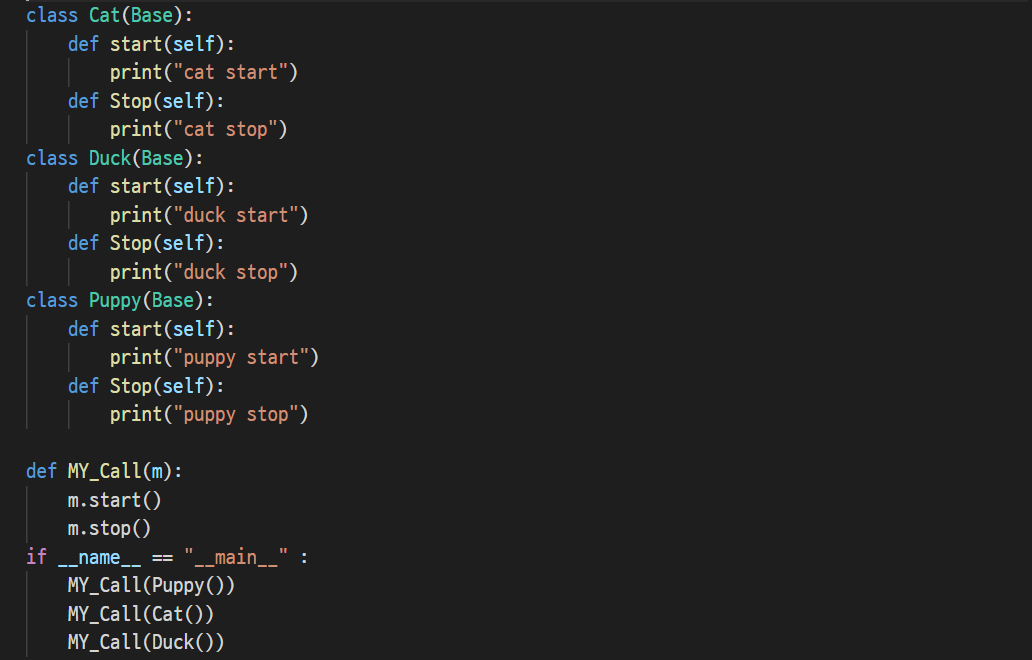 class Cat(Base):
    def start(self):
        print("cat start")
    def Stop(self):
        print("cat stop")
class Duck(Base):
    def start(self):
        print("duck start")
    def Stop(self):
        print("duck stop")
class Puppy(Base):
    def start(self):
        print("puppy start")
    def Stop(self):
        print("puppy stop")

def MY_Call(m):
    m.start()
    m.stop()
if __name__ == "__main__" :
    MY_Call(Puppy())
    MY_Call(Cat())
    MY_Call(Duck())